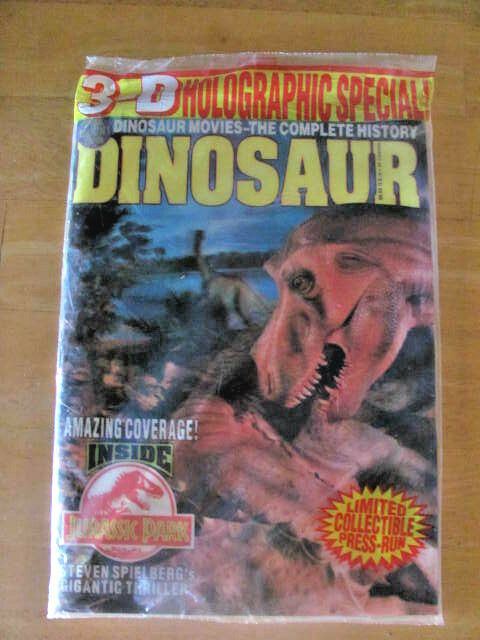 3-D HOLOGRAPHIC SPECIAL!
DINOSAUR MOVIES-THE COMPLETE HISTORY
DINOSAUR
AMAZING COVERAGE!
INSIDE
JURASSIC PARK
STEVEN SPIELBERG's
GIGANTIC THRILLER
LIMITED
COLLECTIBLE
PRESS-RUN